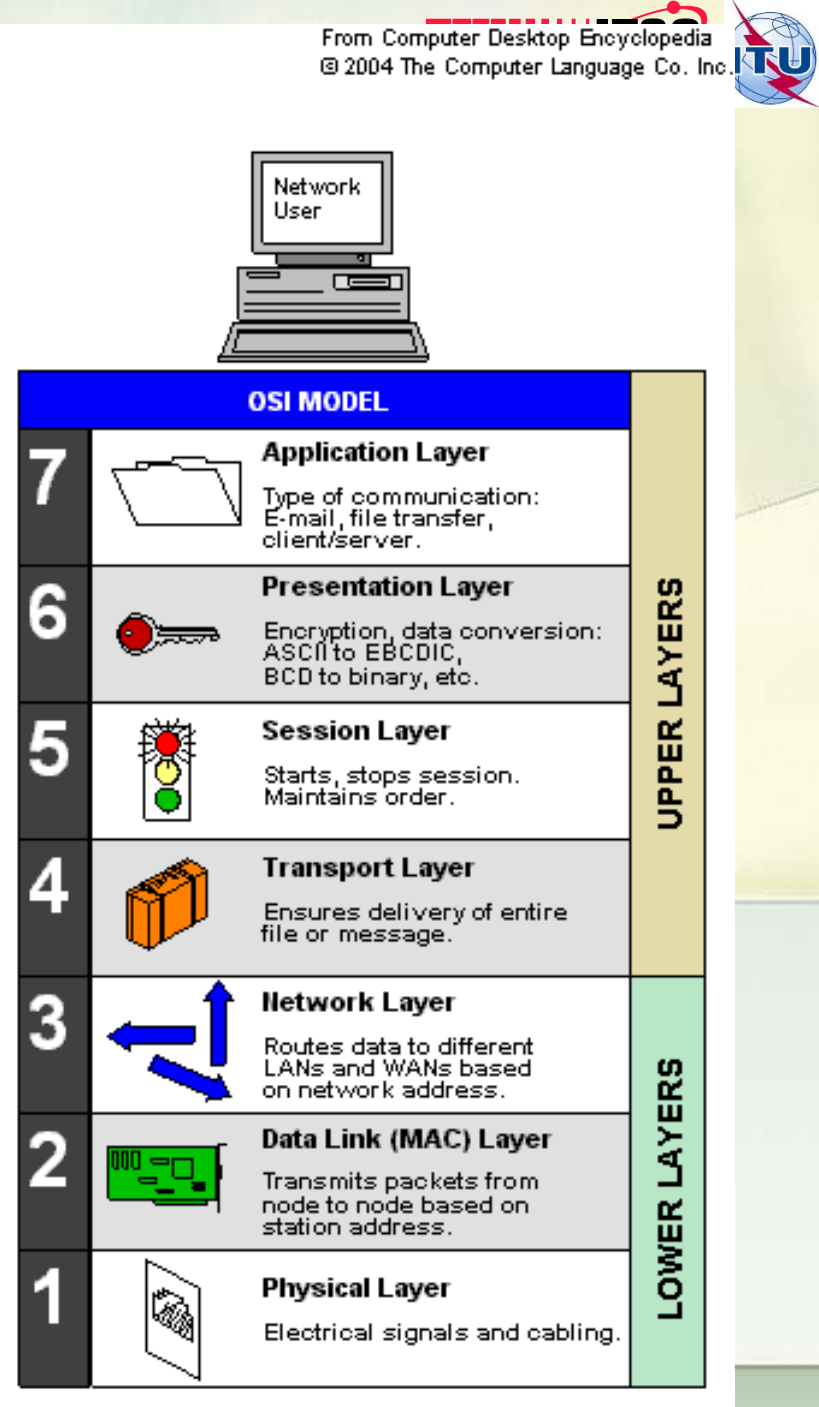 From Computer Desktop Encyclopedia
© 2004 The Computer Language Co. Inc.
ITU
Network
User
OSI MODEL
7
Application Layer
Type of communication:
E-mail, file transfer,
client/server.
6
Presentation Layer
Encryption, data conversion:
ASCII to EBCDIC,
BCD to binary, etc.
5
Session Layer
Starts, stops session.
Maintains order.
4
Transport Layer
Ensures delivery of entire
file or message.
UPPER LAYERS
3
Network Layer
Routes data to different
LANs and WANs based
on network address.
2
Data Link (MAC) Layer
Transmits packets from
node to node based on
station address.
1
Physical Layer
Electrical signals and cabling.
LOWER LAYERS